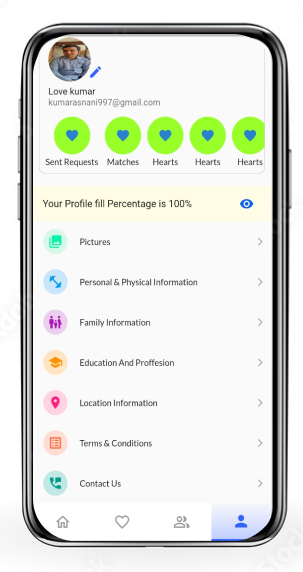 Love kumar
kumarasnani997@gmail.com
Sent Requests Matches Hearts Hearts Hearts
Your Profile fill Percentage is 100%
Pictures
Personal & Physical Information
Family Information
Education And Proffesion
Location Information
Terms & Conditions
Contact Us